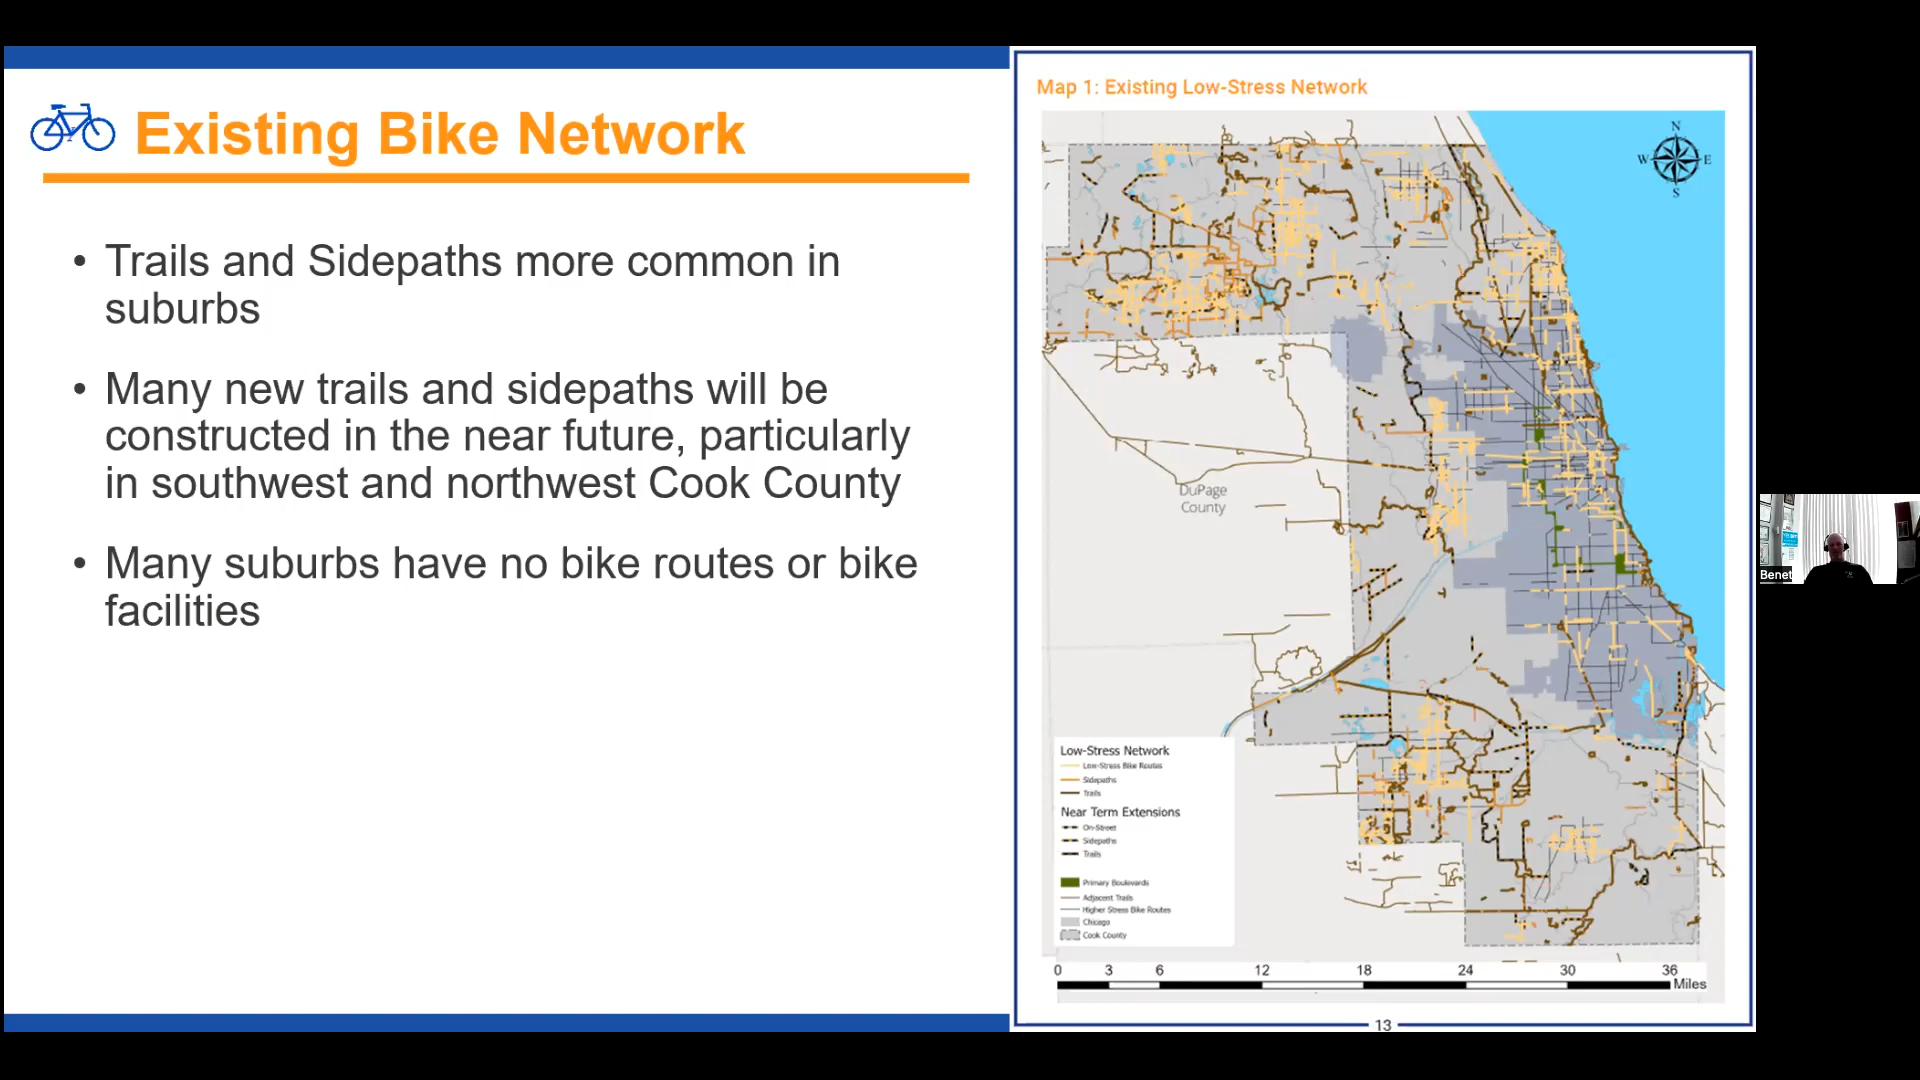 Existing Bike Network
• Trails and Sidepaths more common in
suburbs
• Many new trails and sidepaths will be
constructed in the near future, particularly
in southwest and northwest Cook County
• Many suburbs have no bike routes or bike
facilities
Map 1: Existing Low-Stress Network
N
W E
S
DuPage
County
Low-Stress Network
Low-Stress Bike Routes
Sidepaths
Trails
Near Term Extensions
On-Street
Sidepaths
Trails
Primary Boulevards
Adjacent Trails
Higher Stress Bike Routes
Chicago
Cook County
0 3 6 12 18 24 30 36
Miles
13
Benet